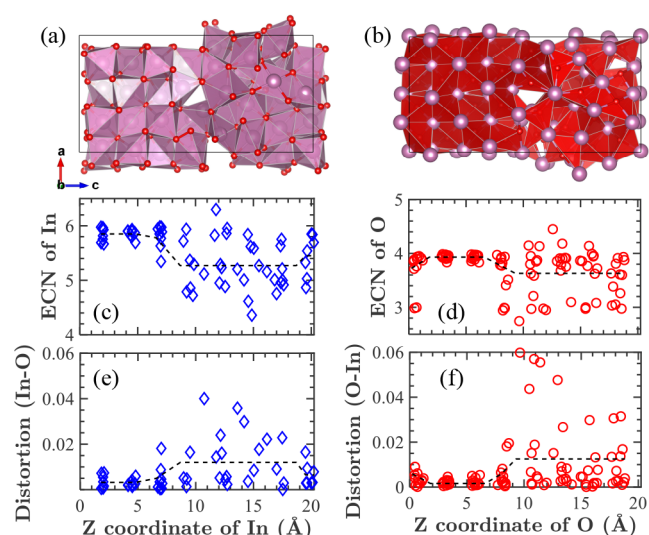 (a)
(b)
a
b
c
ECN of In
6
5
4
(c)
ECN of O
5
4
3
(d)
Distortion (In-O)
0.06
0.04
0.02
0
(e)
0 5 10 15 20
Z coordinate of In (Å)
Distortion (O-In)
0.06
0.04
0.02
0
(f)
0 5 10 15 20
Z coordinate of O (Å)